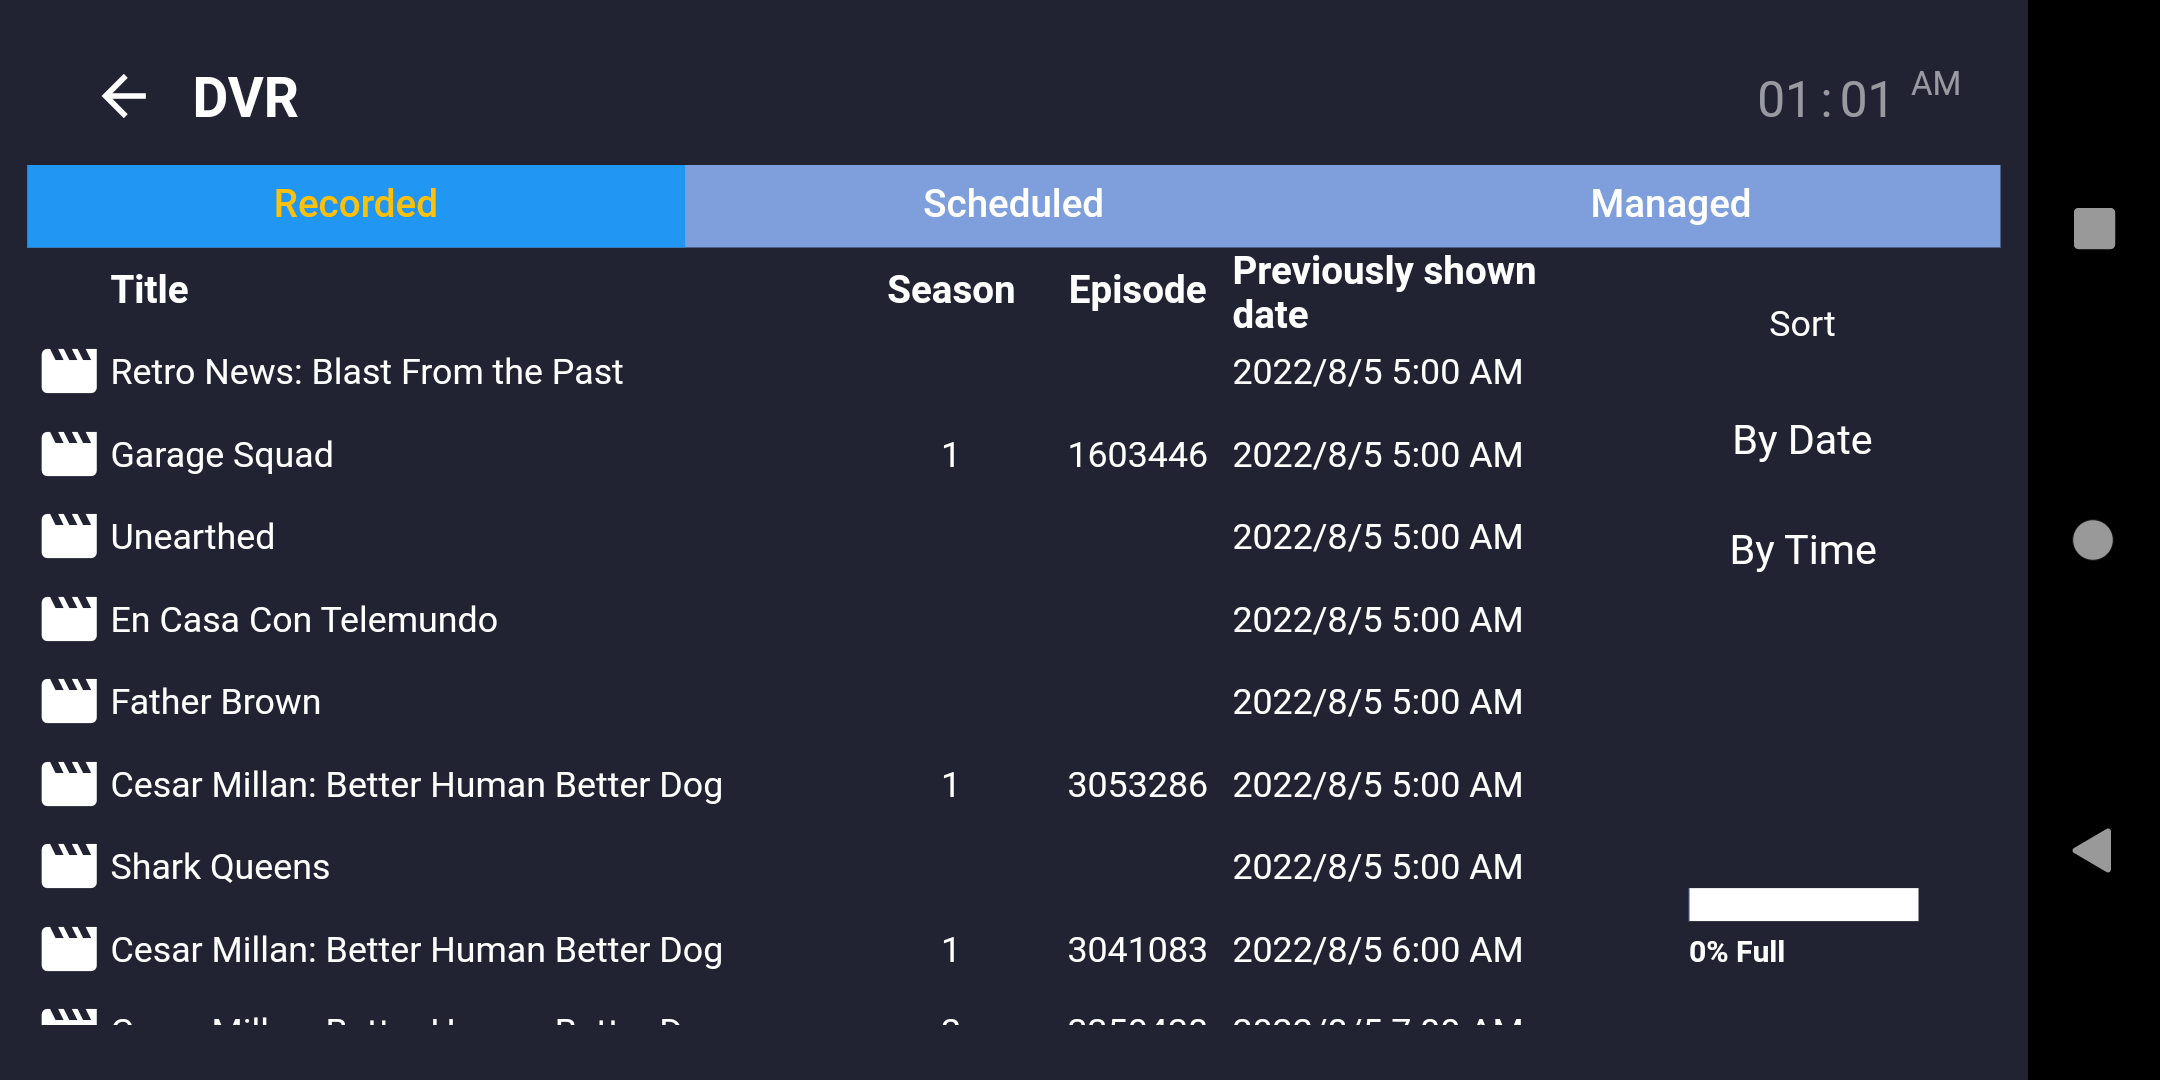 DVR
01:01 AM
Recorded Scheduled Managed
Title Season Episode Previously shown date
Sort
Retro News: Blast From the Past 2022/8/5 5:00 AM
By Date
Garage Squad 1 1603446 2022/8/5 5:00 AM
Unearthed 2022/8/5 5:00 AM
By Time
En Casa Con Telemundo 2022/8/5 5:00 AM
Father Brown 2022/8/5 5:00 AM
Cesar Millan: Better Human Better Dog 1 3053286 2022/8/5 5:00 AM
Shark Queens 2022/8/5 5:00 AM
Cesar Millan: Better Human Better Dog 1 3041083 2022/8/5 6:00 AM
0% Full